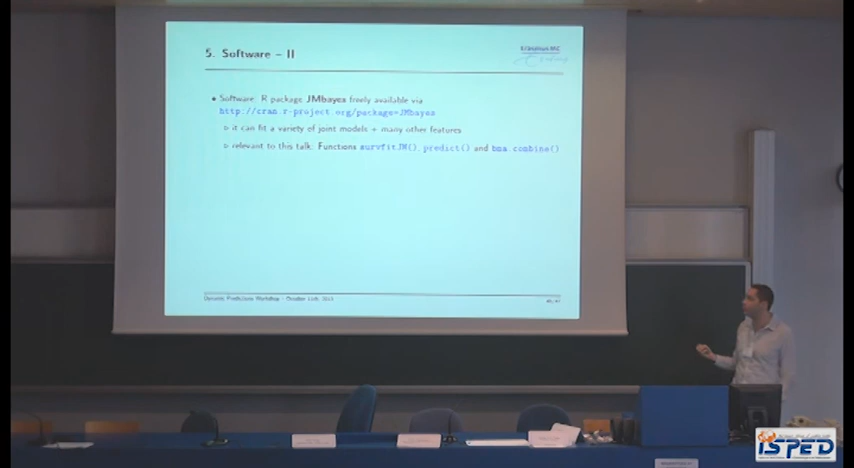 5. Software – II
Erasmus MC
• Software: R package JMbayes freely available via
http://cran.r-project.org/package=JMbayes
▷ it can fit a variety of joint models + many other features
▷ relevant to this talk: Functions survfitJM(), predict() and bma.combine()
Dynamic Predictions Workshop – October
ISPED